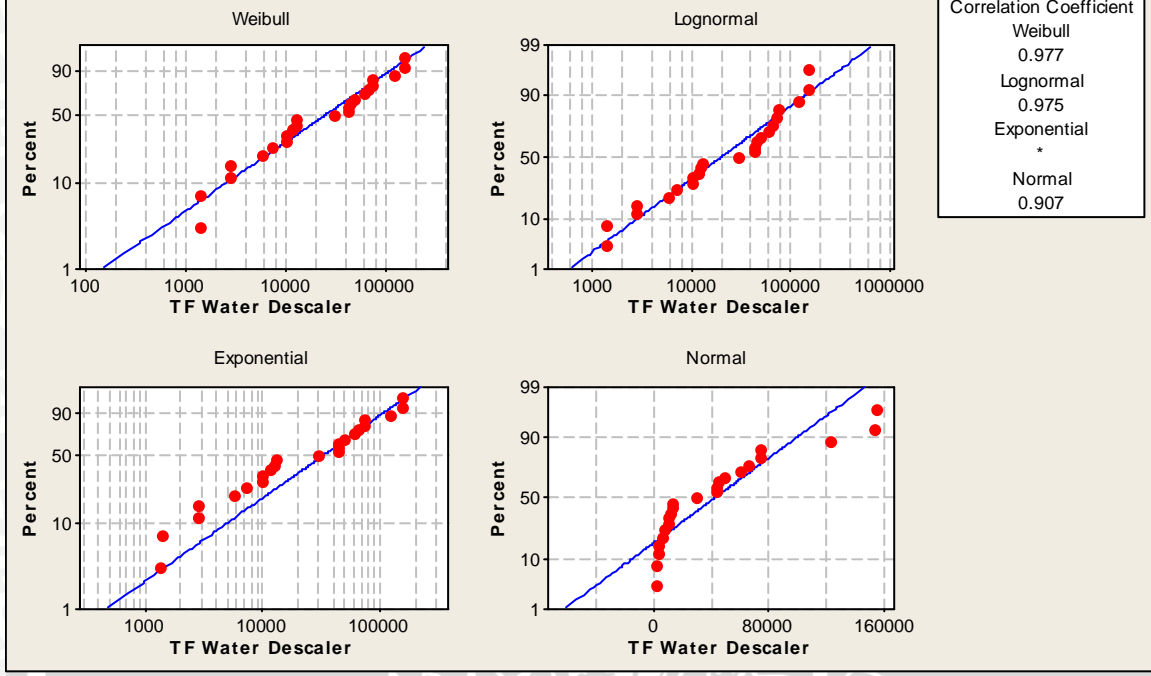 Weibull
90
50
10
1
100 1000 10000 100000
Percent
TF Water Descaler
Lognormal
99
90
50
10
1
1000 10000 100000 1000000
Percent
TF Water Descaler
Correlation Coefficient
Weibull
0.977
Lognormal
0.975
Exponential
*
Normal
0.907
Exponential
90
50
10
1
1000 10000 100000
Percent
TF Water Descaler
Normal
99
90
50
10
1
0 80000 160000
Percent
TF Water Descaler